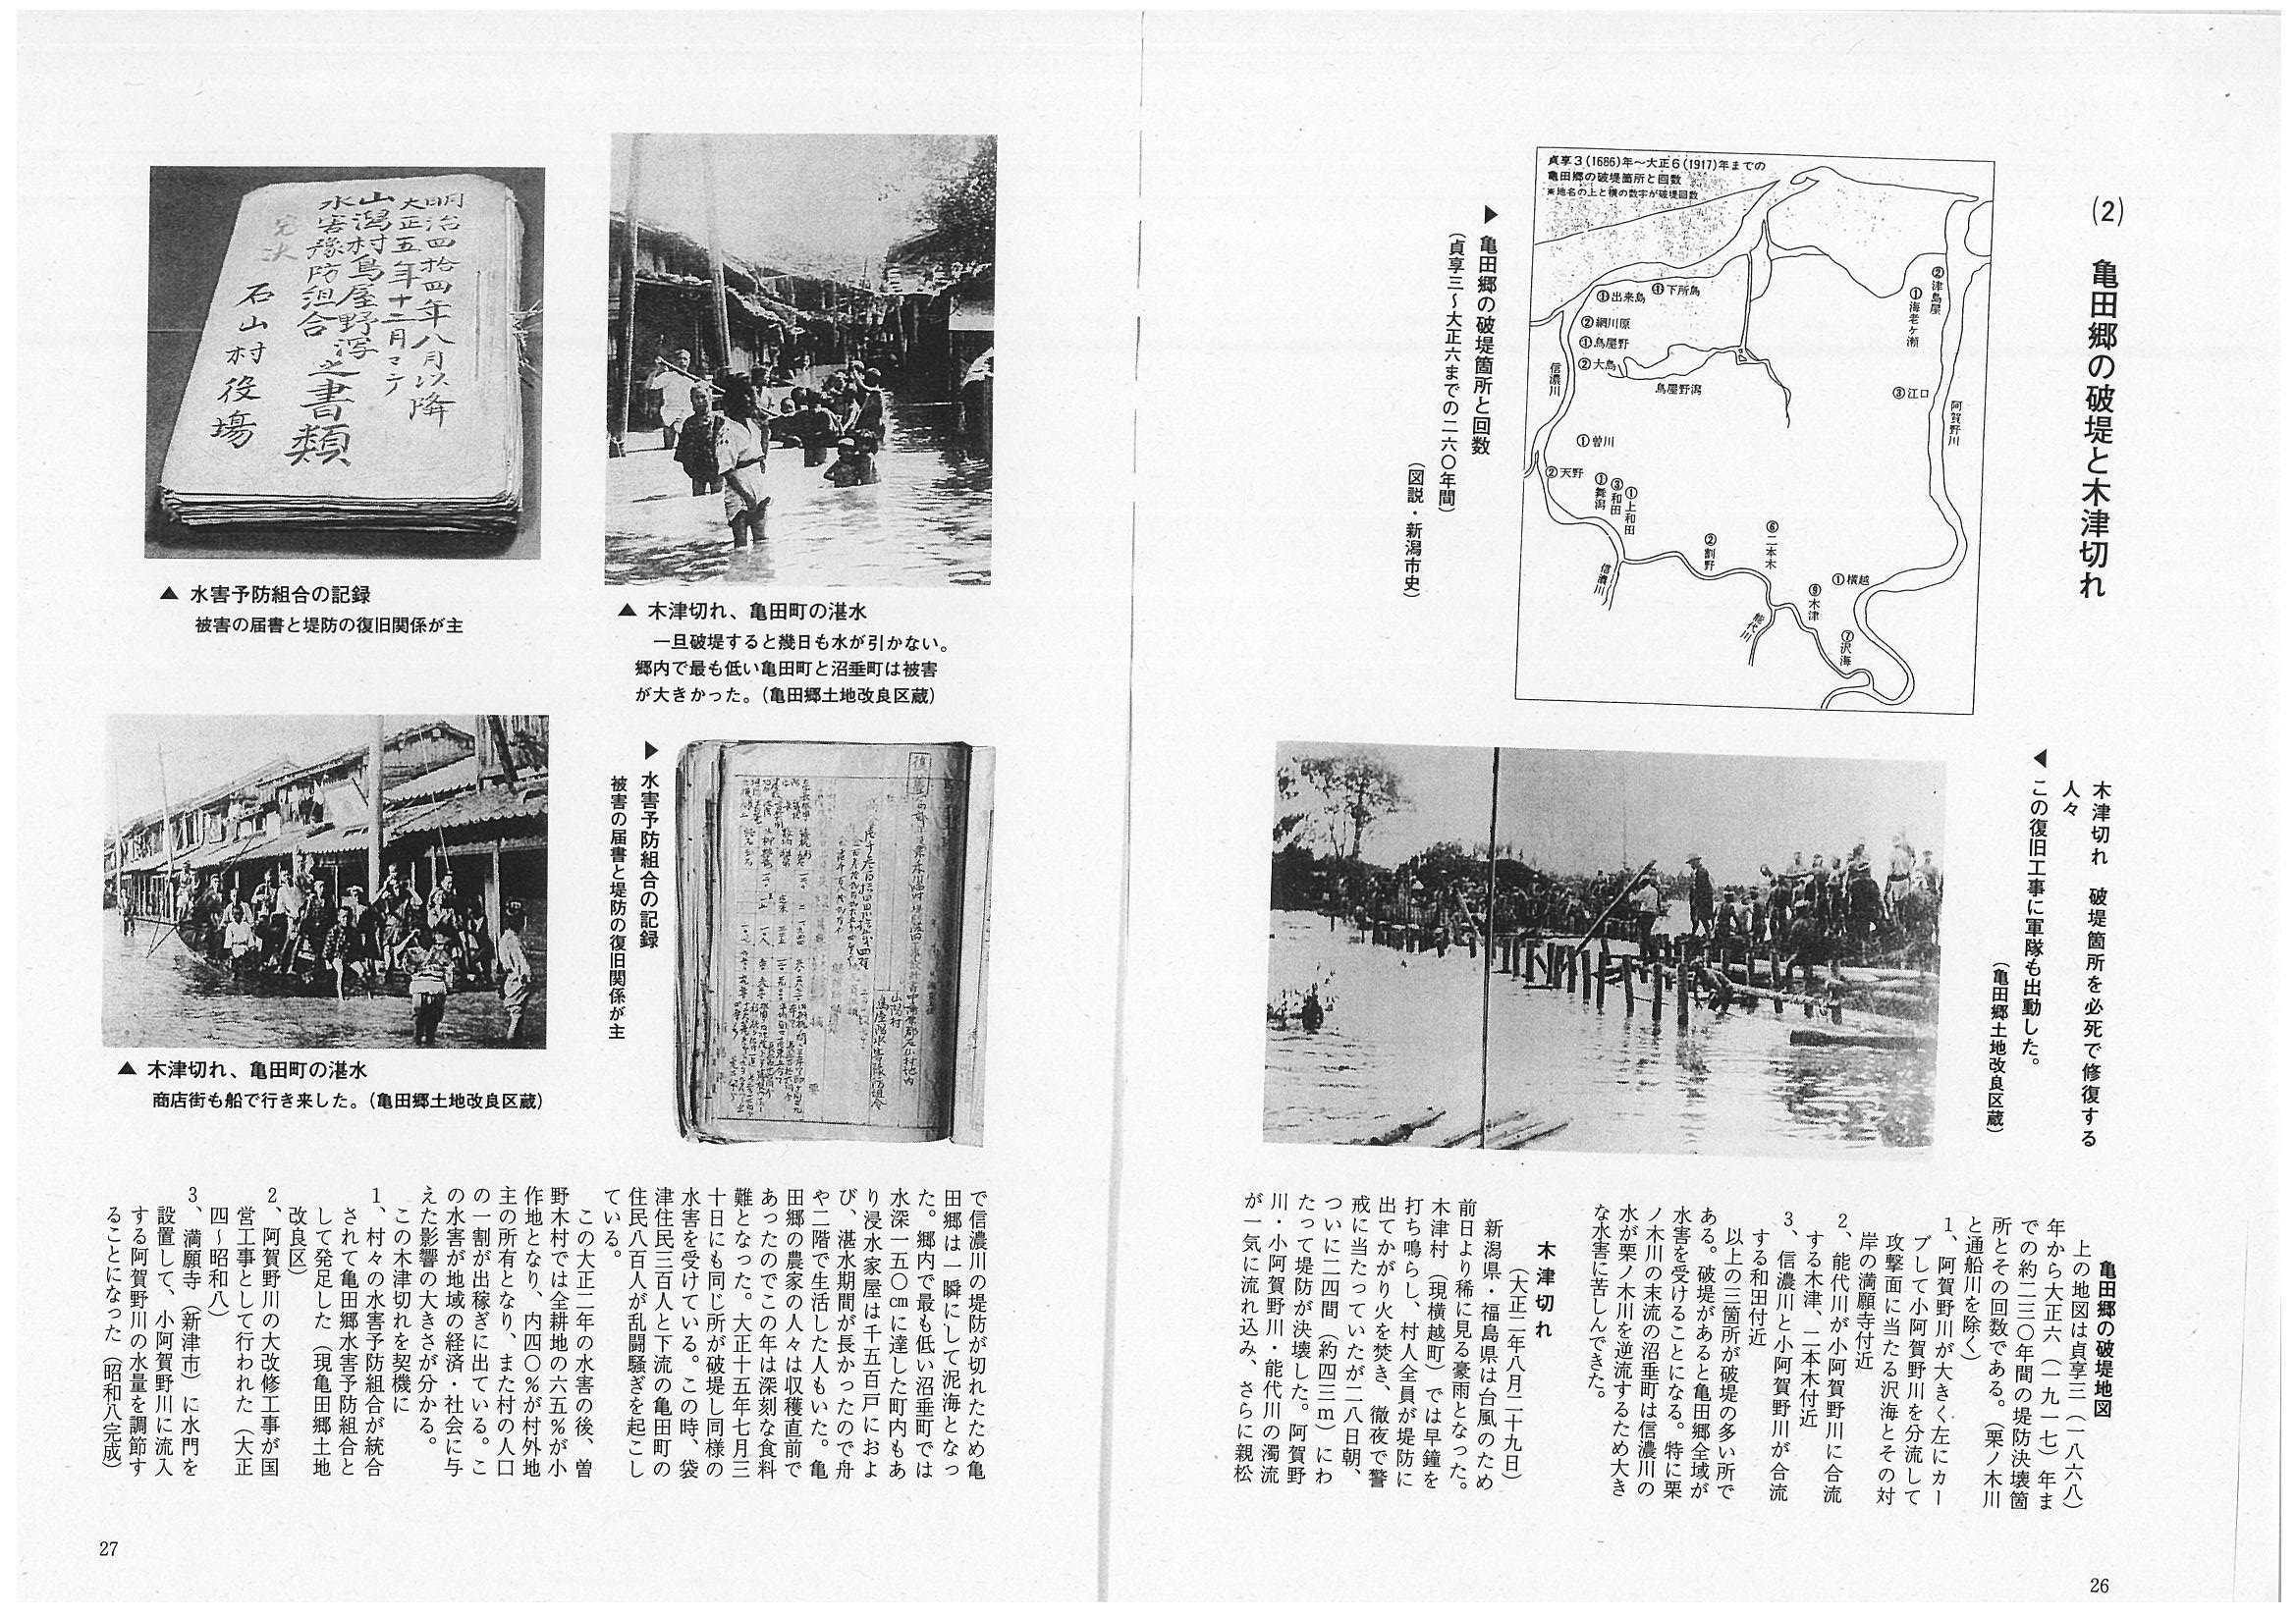 (2) 亀田郷の破堤と木津切れ
貞享3(1686)年〜大正6(1917)年までの
亀田郷の破堤箇所と回数
※地名の上と横の数字が破堤回数
②津島屋
①海老ケ瀬
③江口
阿賀野川
④下所島
①出来島
②網川原
①鳥屋野
②大島
鳥屋野潟
信濃川
①曽川
②天野
①舞潟
③和田
①上和田
信濃川
②割野
⑥二本木
①横越
⑨木津
⑦沢海
能代川
▶ 亀田郷の破堤箇所と回数
(貞享三〜大正六までの二六〇年間)
(図説・新潟市史)
◀ 木津切れ 破堤箇所を必死で修復する
人々
この復旧工事に軍隊も出動した。
(亀田郷土地改良区蔵)
亀田郷の破堤地図
上の地図は貞享三(一八六八)
年から大正六(一九一七)年ま
での約二三〇年間の堤防決壊箇
所とその回数である。(栗ノ木川
と通船川を除く)
1、阿賀野川が大きく左にカー
ブして小阿賀野川を分流して
攻撃面に当たる沢海とその対
岸の満願寺付近
2、能代川が小阿賀野川に合流
する木津、二本木付近
3、信濃川と小阿賀野川が合流
する和田付近
以上の三箇所が破堤の多い所で
ある。破堤があると亀田郷全域が
水害を受けることになる。特に栗
ノ木川の末流の沼垂町は信濃川の
水が栗ノ木川を逆流するため大き
な水害に苦しんできた。
木津切れ
(大正二年八月二十九日)
新潟県・福島県は台風のため
前日より稀に見る豪雨となった。
木津村(現横越町)では早鐘を
打ち鳴らし、村人全員が堤防に
出てかがり火を焚き、徹夜で警
戒に当たっていたが二八日朝、
ついに二四間(約四三m)にわ
たって堤防が決壊した。阿賀野
川・小阿賀野川・能代川の濁流
が一気に流れ込み、さらに親松
26
▲ 木津切れ、亀田町の湛水
一旦破堤すると幾日も水が引かない。
郷内で最も低い亀田町と沼垂町は被害
が大きかった。(亀田郷土地改良区蔵)
明治四拾四年八月以降
大正五年十二月マテ
山潟村鳥屋野潟之書類
水害豫防組合
完決
石山村役場
▲ 水害予防組合の記録
被害の届書と堤防の復旧関係が主
▶ 水害予防組合の記録
被害の届書と堤防の復旧関係が主
▲ 木津切れ、亀田町の湛水
商店街も船で行き来した。(亀田郷土地改良区蔵)
で信濃川の堤防が切れたため亀
田郷は一瞬にして泥海となっ
た。郷内で最も低い沼垂町では
水深一五〇㎝に達した町内もあ
り浸水家屋は千五百戸におよ
び、湛水期間が長かったので舟
や二階で生活した人もいた。亀
田郷の農家の人々は収穫直前で
あったのでこの年は深刻な食料
難となった。大正十五年七月三
十日にも同じ所が破堤し同様の
水害を受けている。この時、袋
津住民三百人と下流の亀田町の
住民八百人が乱闘騒ぎを起こし
ている。
この大正二年の水害の後、曽
野木村では全耕地の六五%が小
作地となり、内四〇%が村外地
主の所有となり、また村の人口
の一割が出稼ぎに出ている。こ
の水害が地域の経済・社会に与
えた影響の大きさが分かる。
この木津切れを契機に
1、村々の水害予防組合が統合
されて亀田郷水害予防組合と
して発足した(現亀田郷土地
改良区)
2、阿賀野川の大改修工事が国
営工事として行われた(大正
四〜昭和八)
3、満願寺(新津市)に水門を
設置して、小阿賀野川に流入
する阿賀野川の水量を調節す
ることになった(昭和八完成)
27